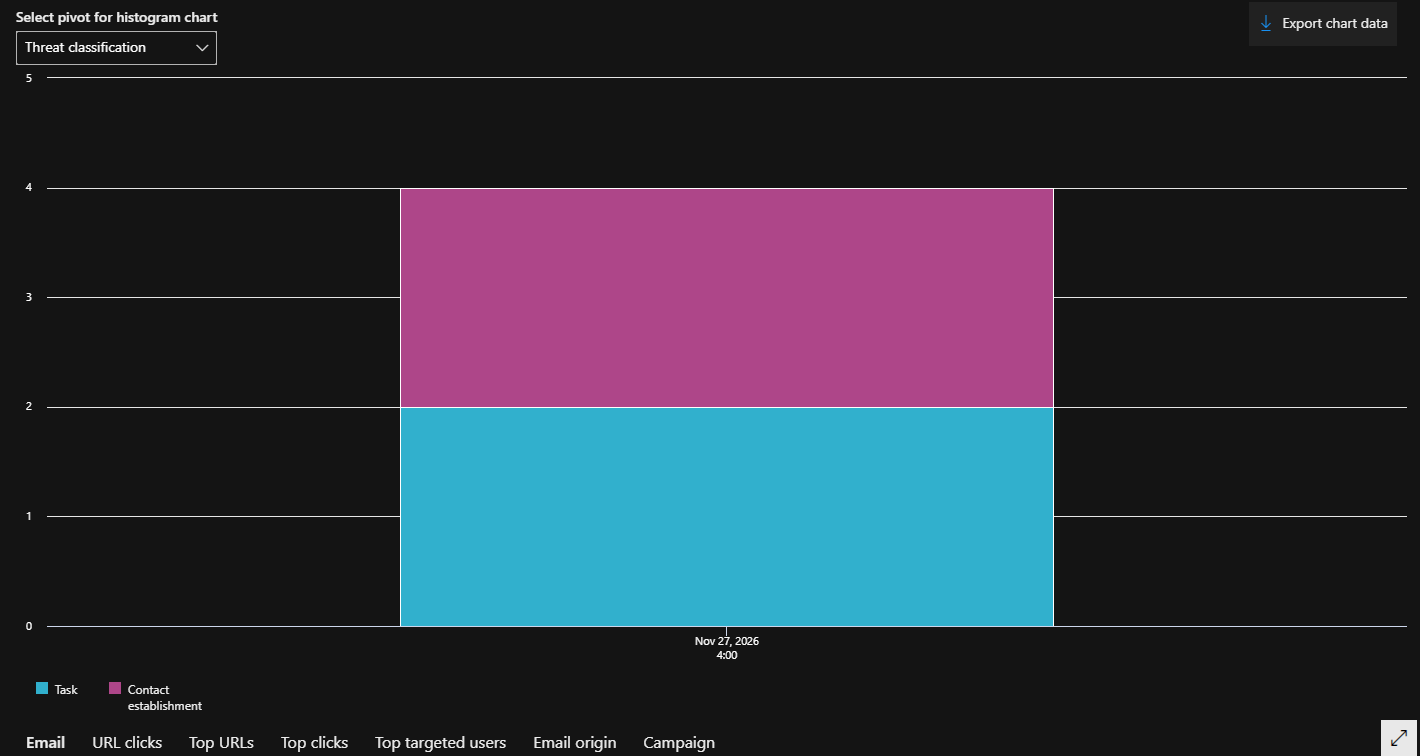 Select pivot for histogram chart
Threat classification
Export chart data
5
4
3
2
1
0
Nov 27, 2026
4:00
Task
Contact
establishment
Email
URL clicks
Top URLs
Top clicks
Top targeted users
Email origin
Campaign